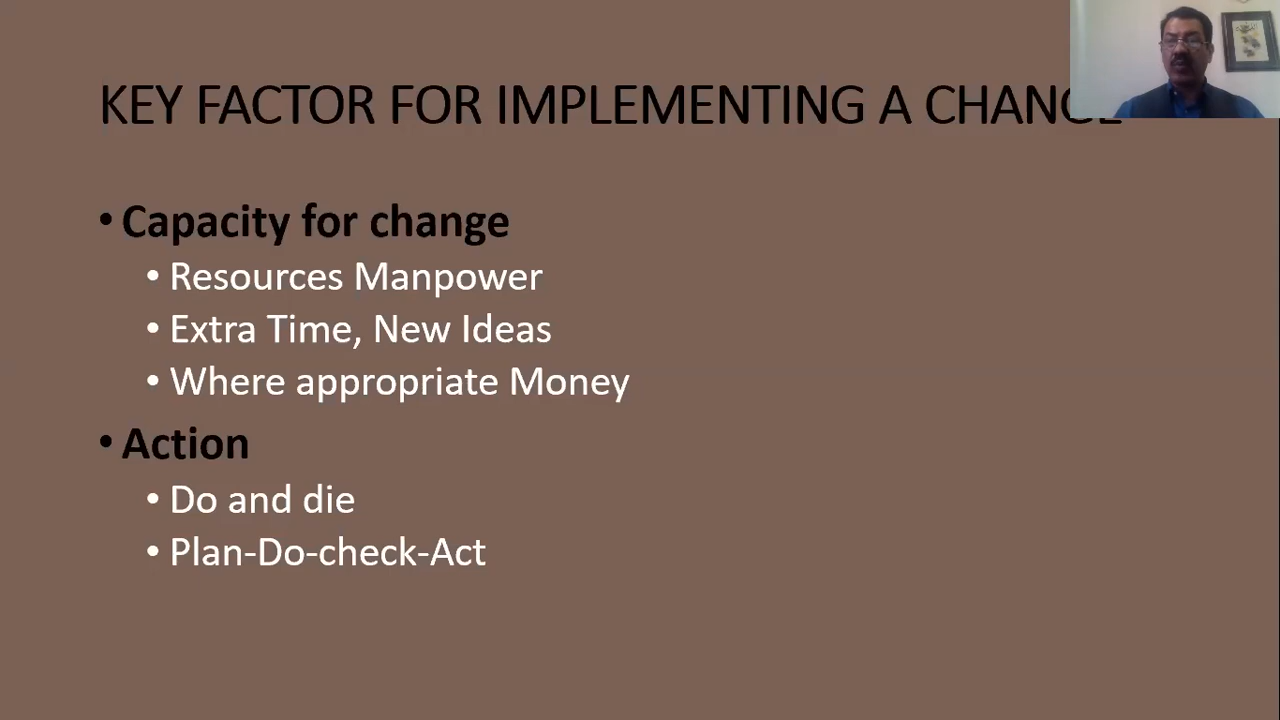 KEY FACTOR FOR IMPLEMENTING A CHANGE
• Capacity for change
• Resources Manpower
• Extra Time, New Ideas
• Where appropriate Money
• Action
• Do and die
• Plan-Do-check-Act